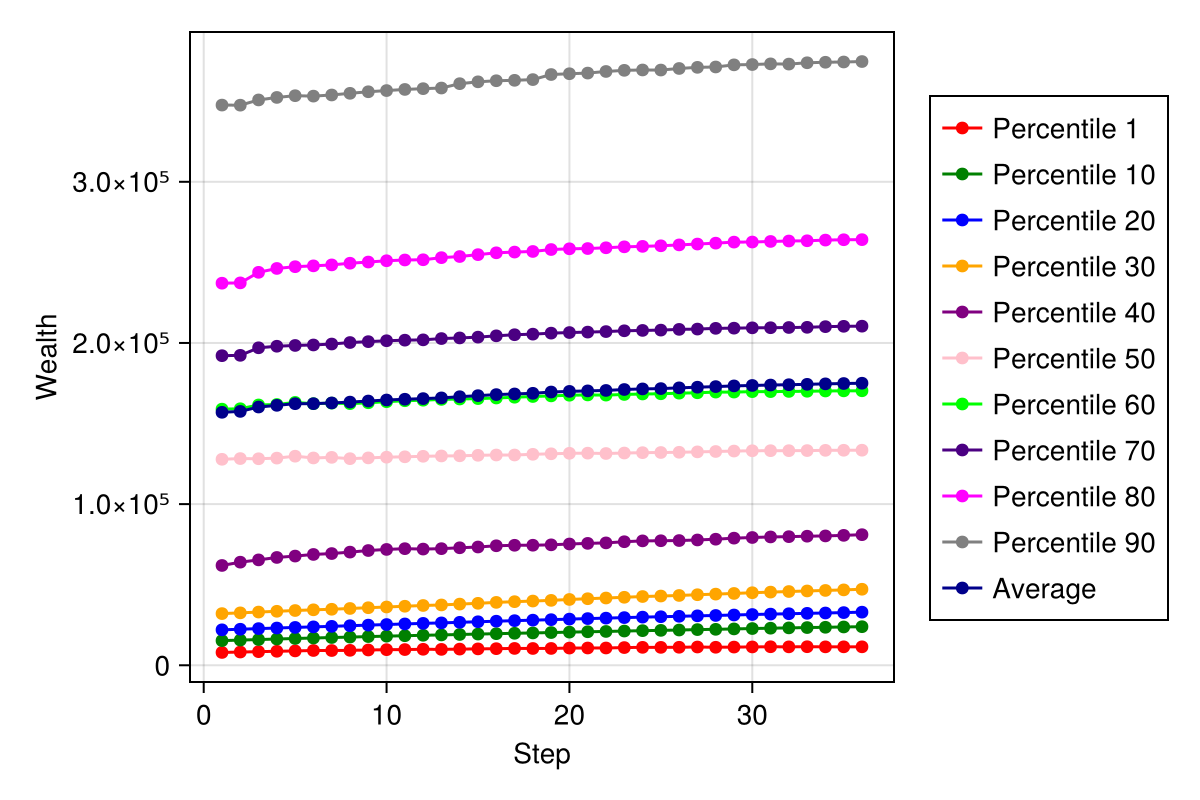 3.0×10⁵
2.0×10⁵
1.0×10⁵
0
Wealth
0 10 20 30
Step
Percentile 1
Percentile 10
Percentile 20
Percentile 30
Percentile 40
Percentile 50
Percentile 60
Percentile 70
Percentile 80
Percentile 90
Average